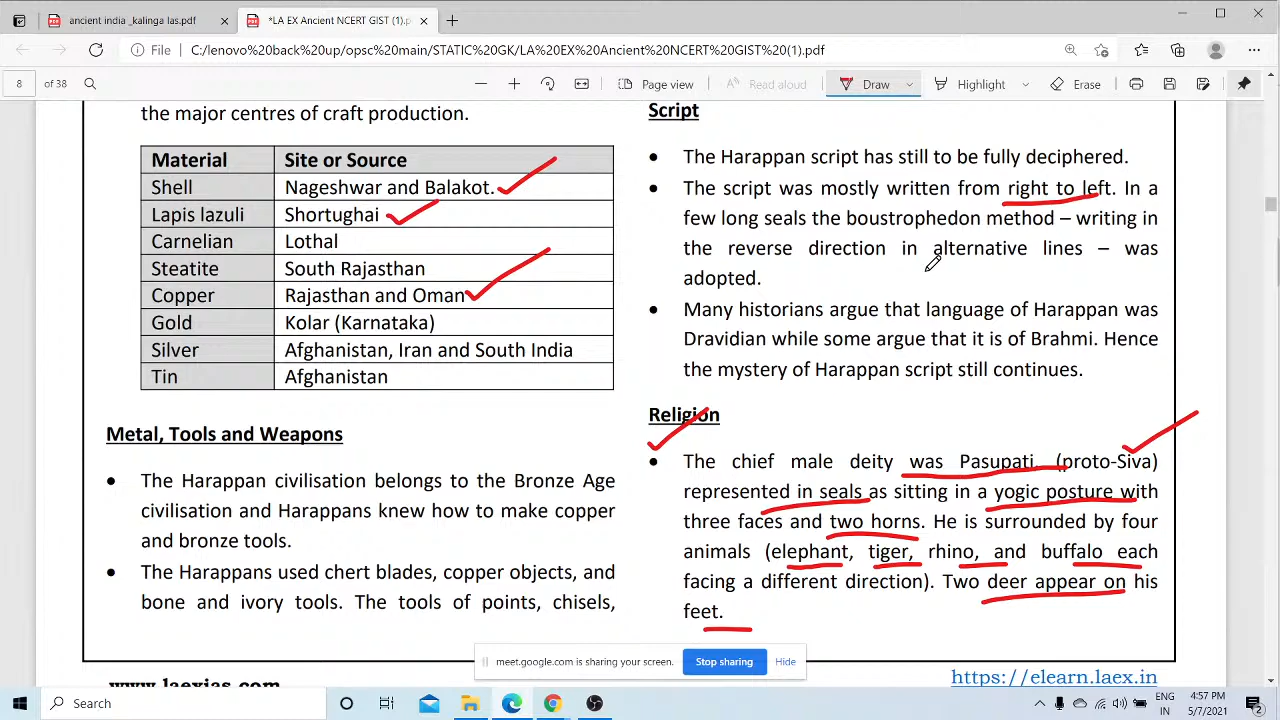 ancient india _kalinga Ias.pdf
*LA EX Ancient NCERT GIST (1).p
File
C:/lenovo%20back%20up/opsc%20main/STATIC%20GK/LA%20EX%20Ancient%20NCERT%20GIST%20(1).pdf
8 of 38
Page view
Read aloud
Draw
Highlight
Erase
the major centres of craft production.
Material Site or Source
Shell Nageshwar and Balakot.
Lapis lazuli Shortughai
Carnelian Lothal
Steatite South Rajasthan
Copper Rajasthan and Oman
Gold Kolar (Karnataka)
Silver Afghanistan, Iran and South India
Tin Afghanistan
Metal, Tools and Weapons
• The Harappan civilisation belongs to the Bronze Age
civilisation and Harappans knew how to make copper
and bronze tools.
• The Harappans used chert blades, copper objects, and
bone and ivory tools. The tools of points, chisels,
Script
• The Harappan script has still to be fully deciphered.
• The script was mostly written from right to left. In a
few long seals the boustrophedon method – writing in
the reverse direction in alternative lines – was
adopted.
• Many historians argue that language of Harappan was
Dravidian while some argue that it is of Brahmi. Hence
the mystery of Harappan script still continues.
Religion
• The chief male deity was Pasupati, (proto-Siva)
represented in seals as sitting in a yogic posture with
three faces and two horns. He is surrounded by four
animals (elephant, tiger, rhino, and buffalo each
facing a different direction). Two deer appear on his
feet.
meet.google.com is sharing your screen.
Stop sharing
Hide
www.laexias.com
https://elearn.laex.in
Search
ENG
IN
4:57 PM
5/7/2021
2